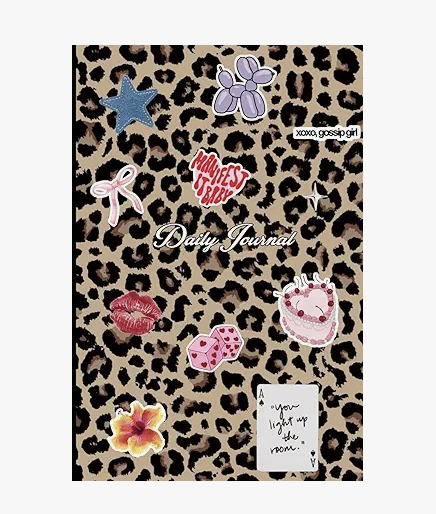 xoxo, gossip girl
MANIFEST
IT BABY
Daily Journal
A
"you
light up
the
room."
A